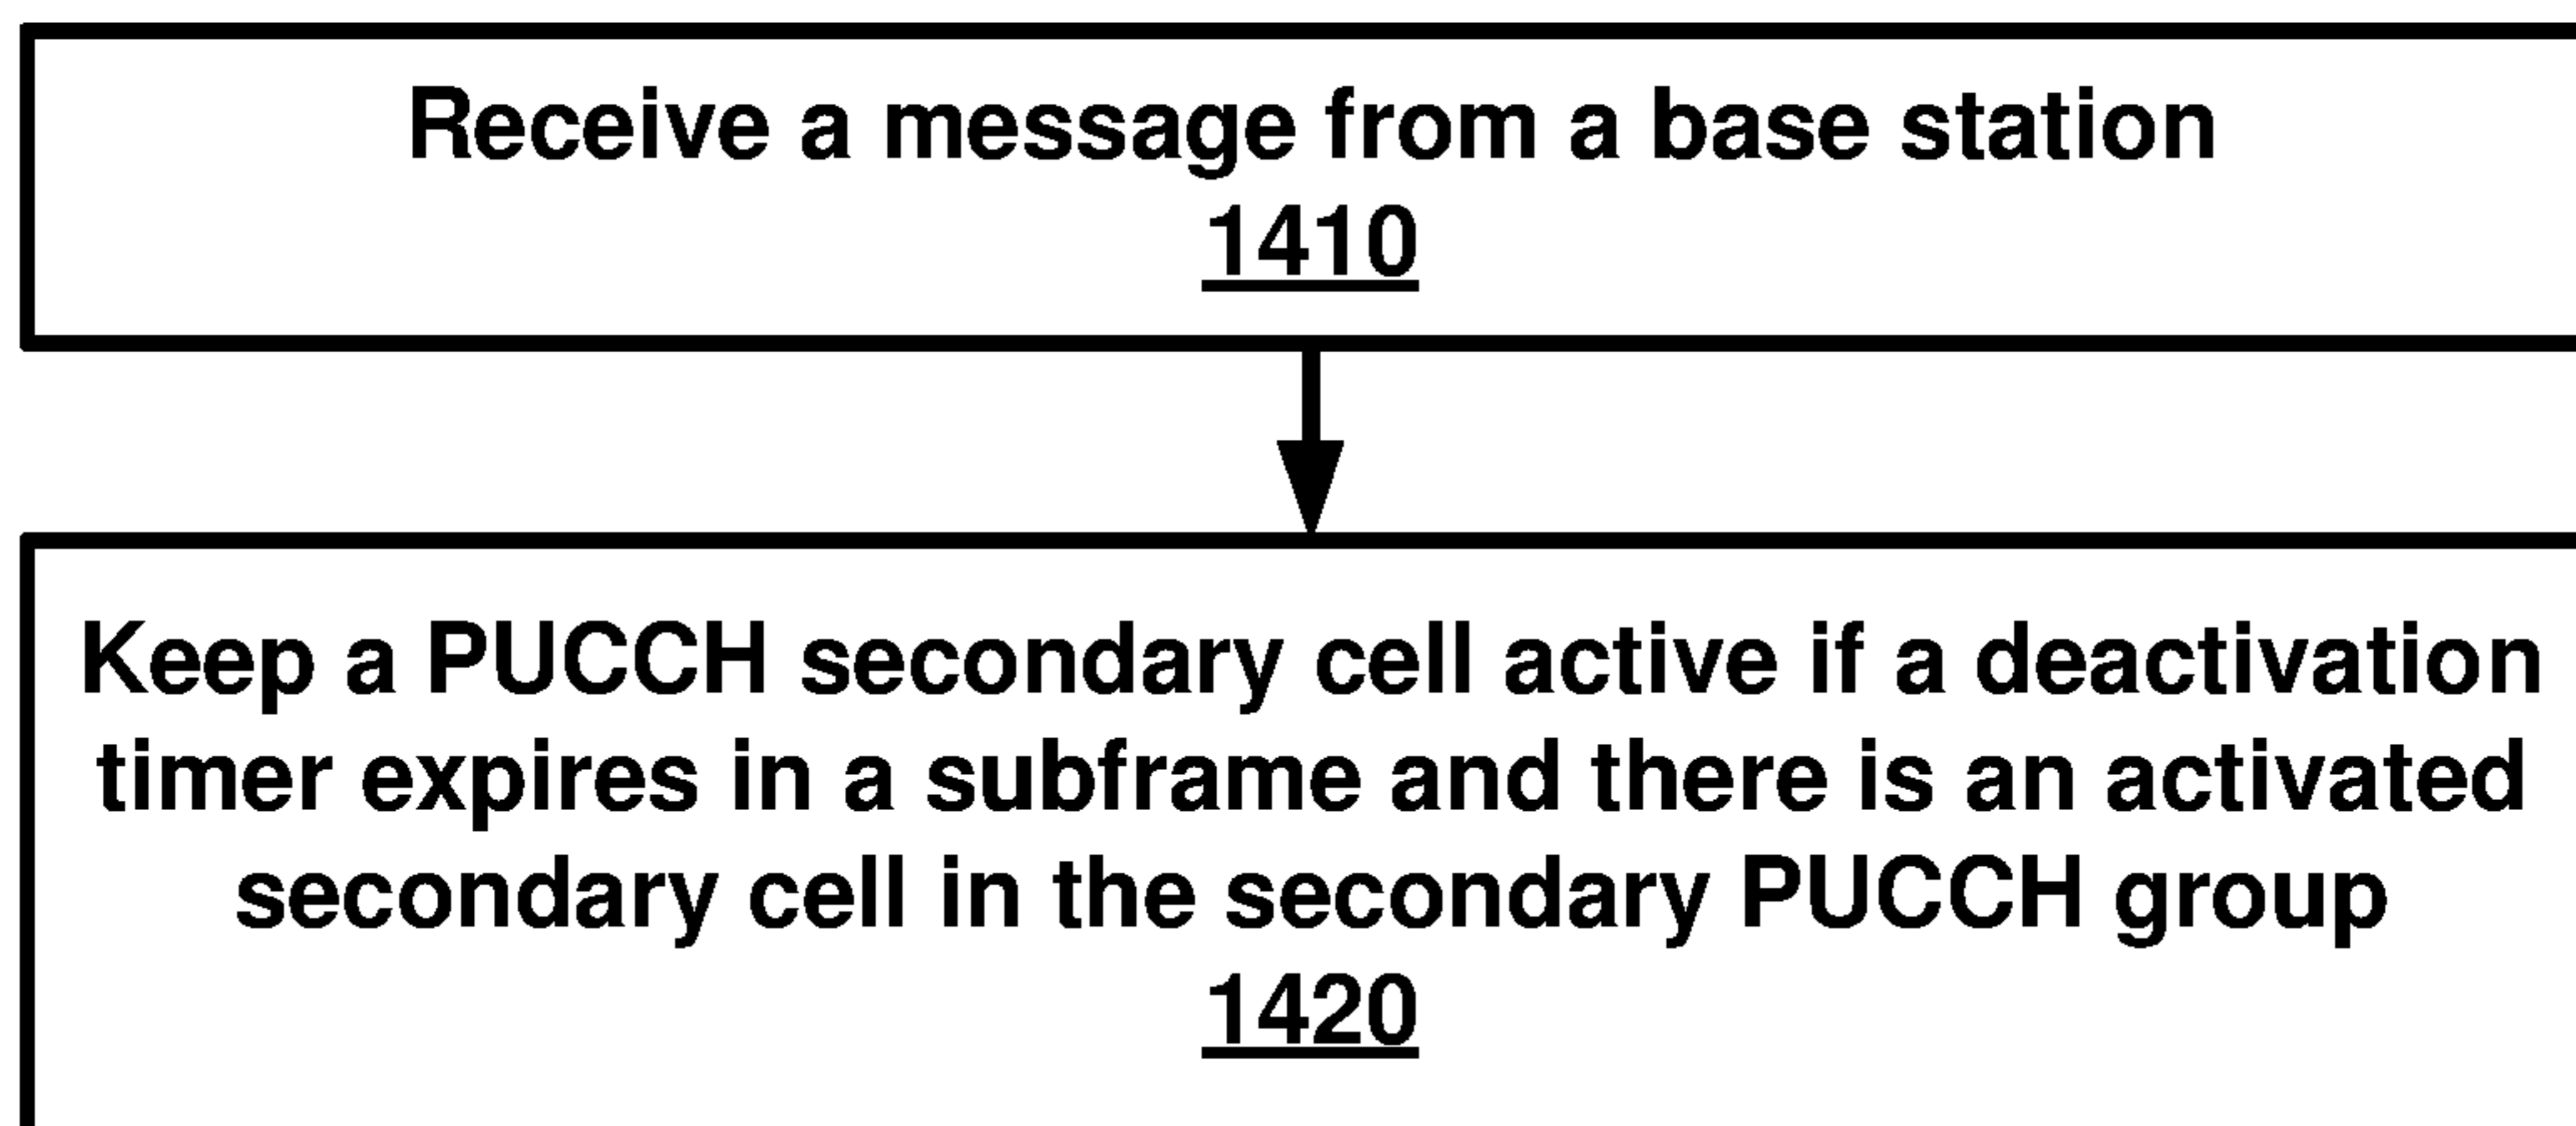 Receive a message from a base station
1410
Keep a PUCCH secondary cell active if a deactivation
timer expires in a subframe and there is an activated
secondary cell in the secondary PUCCH group
1420